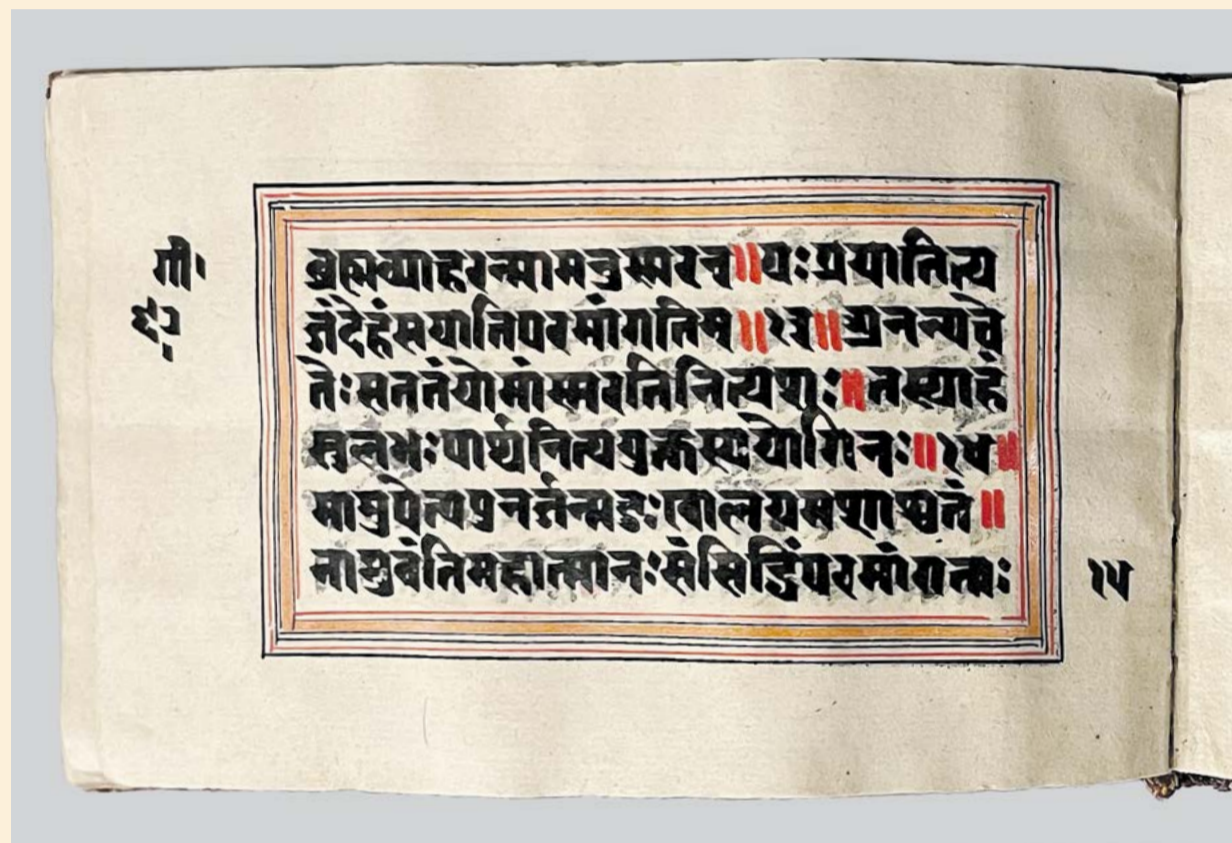 गी।
ब्रह्मव्याहरन्मामनुस्मरन्॥यःप्रयातित्य
जंदेहंसयातिपरमांगतिम्॥१३॥अनन्यचे
तेःसततंयोमांस्मरतिनित्यशः॥तस्याहं
सुलभःपार्थनित्ययुक्तस्ययोगिनः॥१४॥
मामुपेत्यपुनर्जन्मदुःखालयमशाश्वतं॥
नाप्नुवंतिमहात्मानःसंसिद्धिंपरमांगताः
१५